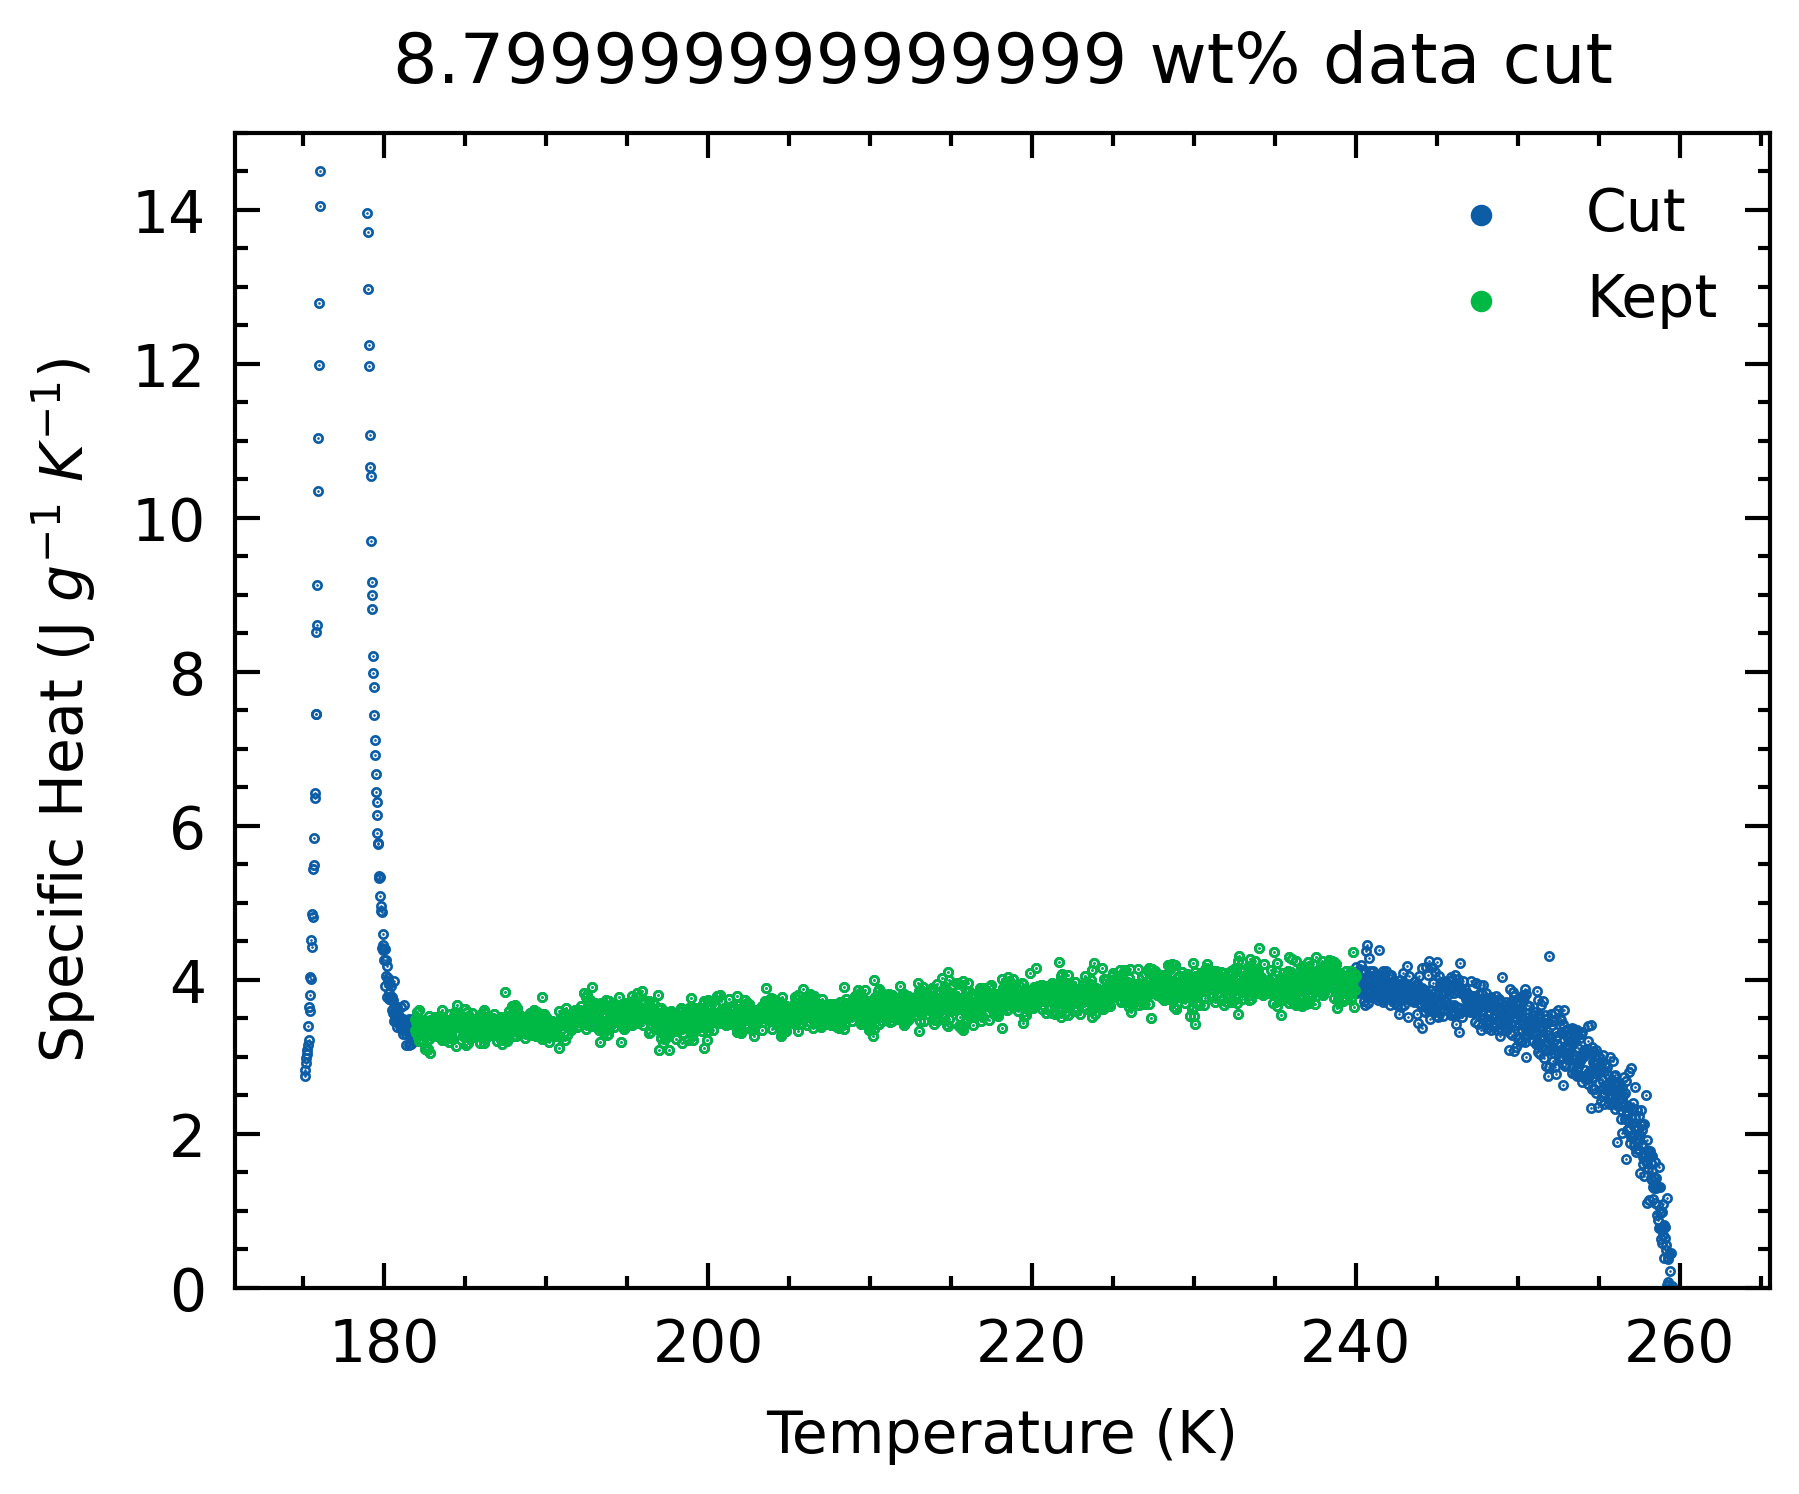 8.799999999999999 wt% data cut
Cut
Kept
Specific Heat (J g⁻¹ K⁻¹)
14
12
10
8
6
4
2
0
180 200 220 240 260
Temperature (K)